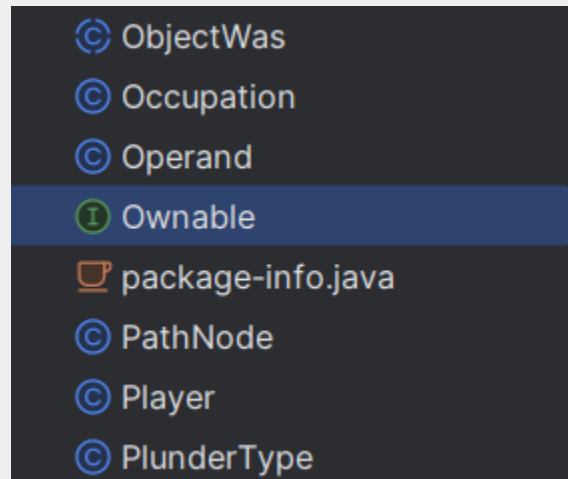 ObjectWas
Occupation
Operand
Ownable
package-info.java
PathNode
Player
PlunderType